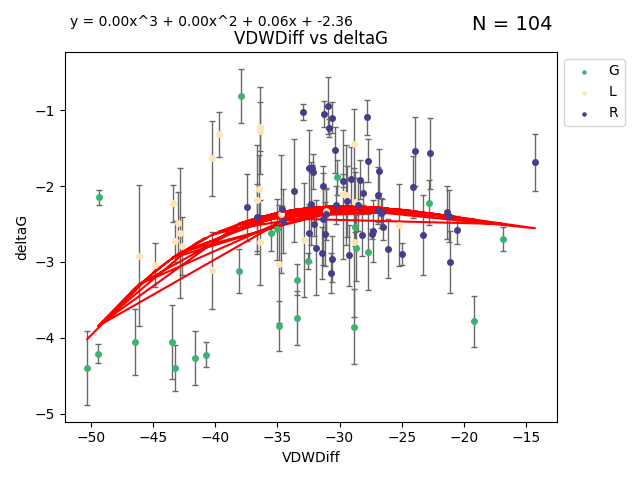 y = 0.00x^3 + 0.00x^2 + 0.06x + -2.36
N = 104
VDWDiff vs deltaG
G
L
R
deltaG
−1
−2
−3
−4
−5
−50 −45 −40 −35 −30 −25 −20 −15
VDWDiff